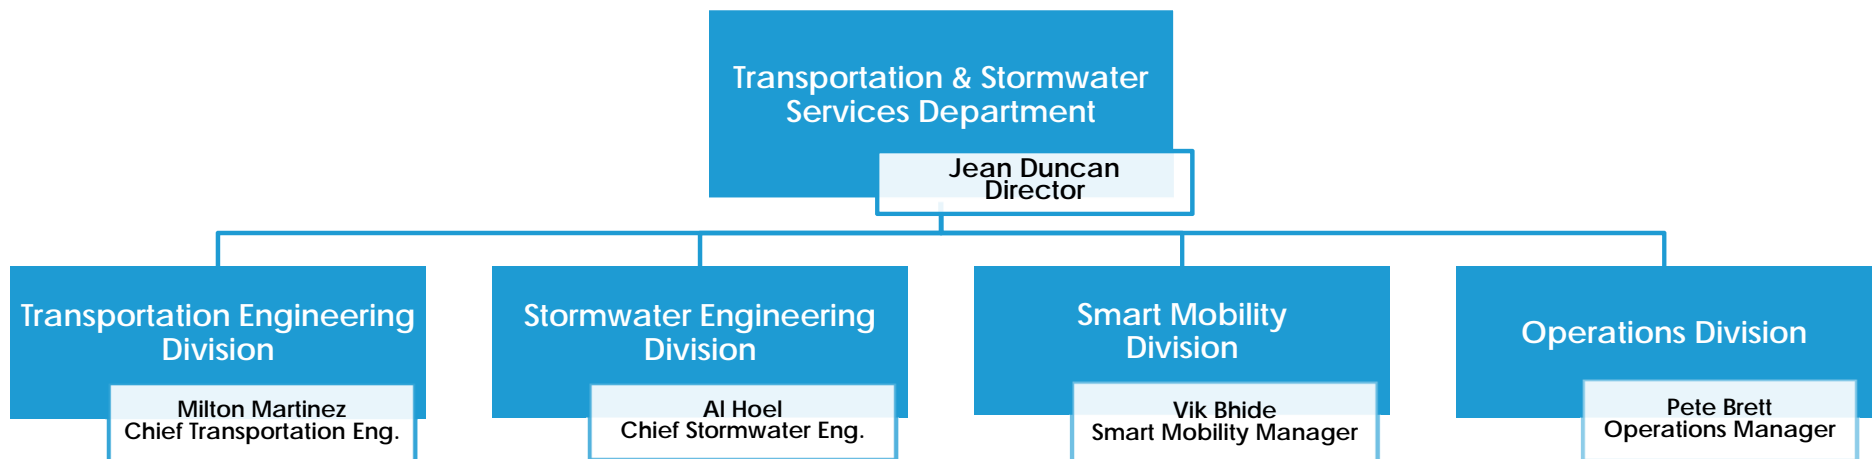 Transportation & Stormwater
Services Department
Jean Duncan
Director
Transportation Engineering
Division
Milton Martinez
Chief Transportation Eng.
Stormwater Engineering
Division
Al Hoel
Chief Stormwater Eng.
Smart Mobility
Division
Vik Bhide
Smart Mobility Manager
Operations Division
Pete Brett
Operations Manager